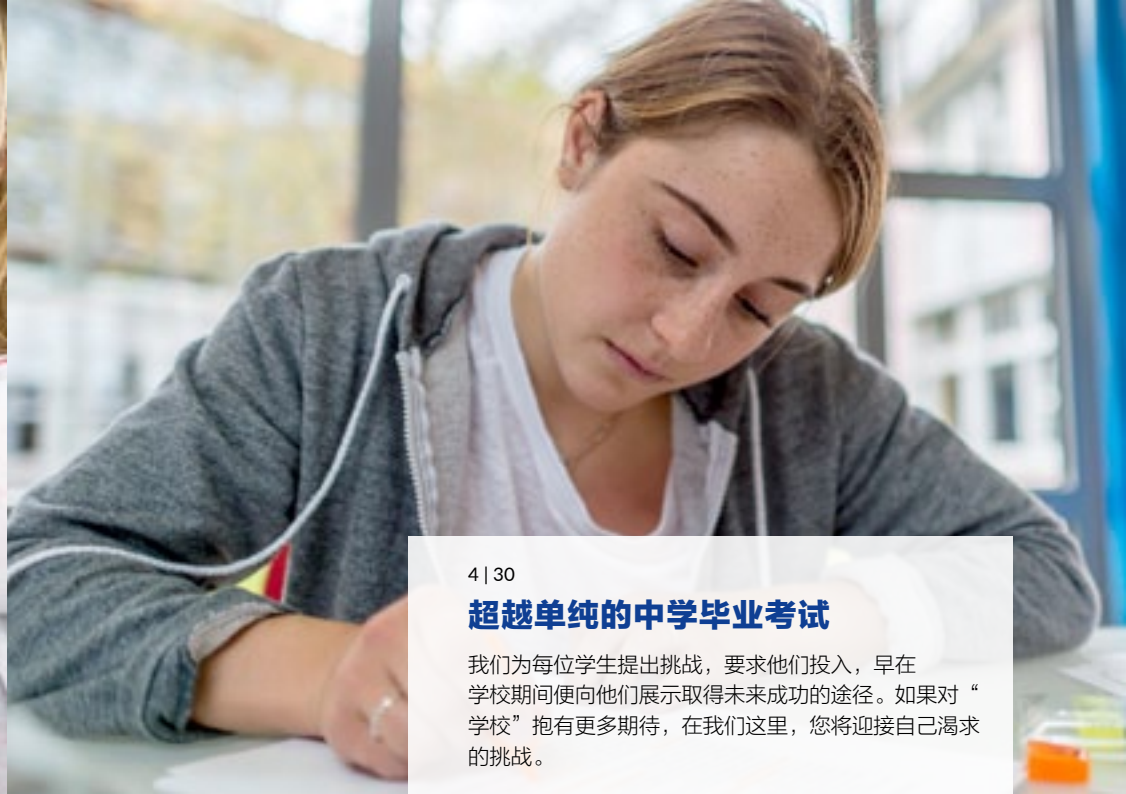 4 | 30
超越单纯的中学毕业考试
我们为每位学生提出挑战，要求他们投入，早在
学校期间便向他们展示取得未来成功的途径。如果对“
学校”抱有更多期待，在我们这里，您将迎接自己渴求
的挑战。